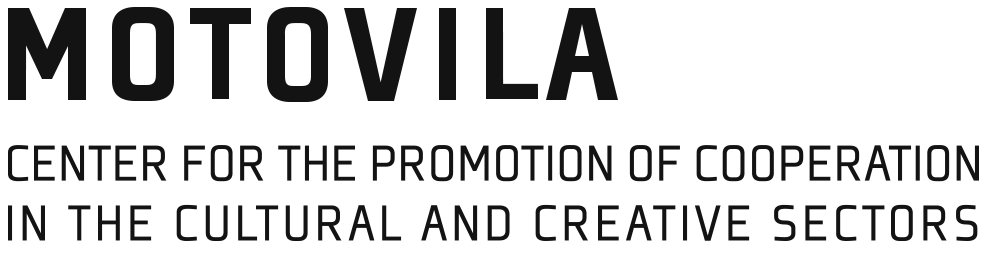 MOTOVILA
CENTER FOR THE PROMOTION OF COOPERATION
IN THE CULTURAL AND CREATIVE SECTORS